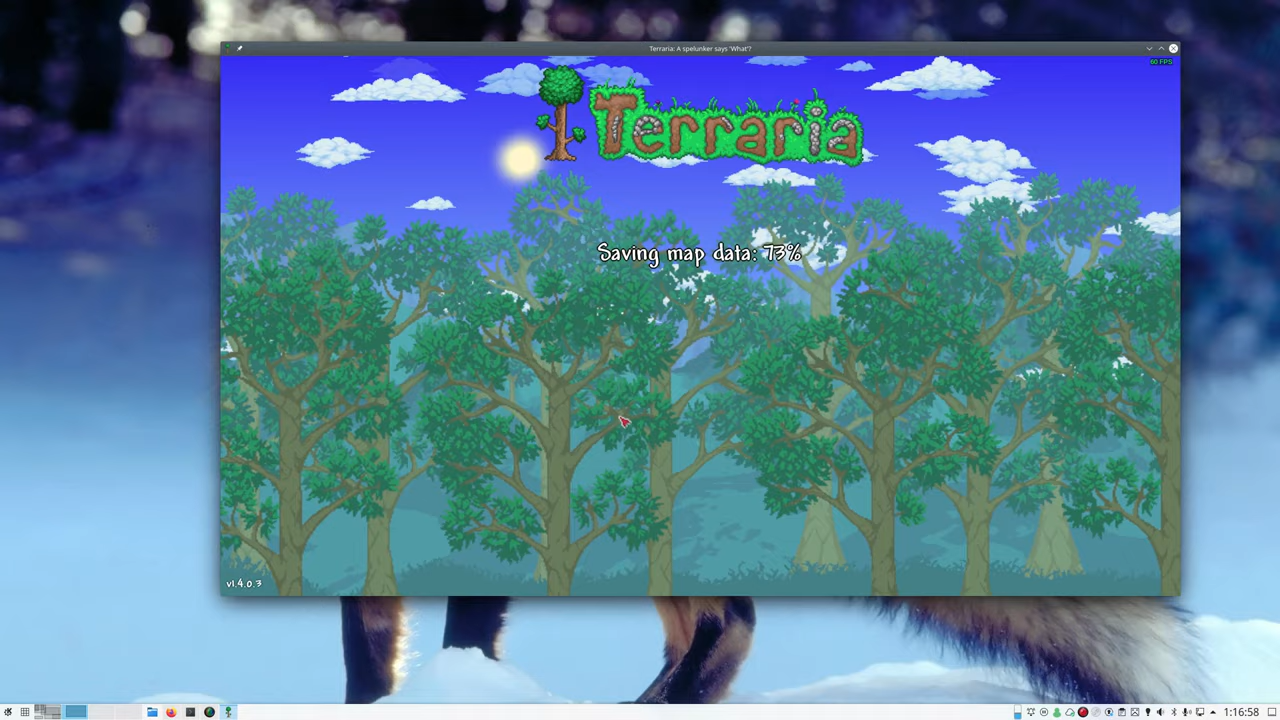 Terraria: A spelunker says 'What'?
60 FPS
Terraria
Saving map data: 73%
v1.4.0.3
1:16:58